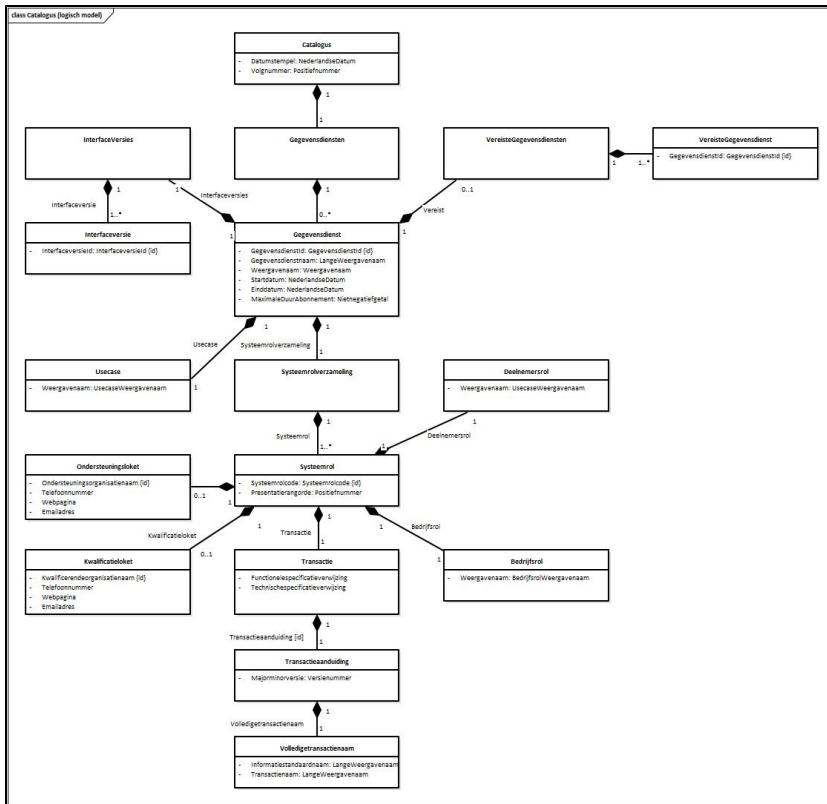 class Catalogus (logisch model)
Catalogus
- Datumstempel: NederlandseDatum
- Volgnummer: Positiefnummer
1
1
InterfaceVersies
Gegevensdiensten
VereisteGegevensdiensten
VereisteGegevensdienst
- GegevensdienstId: GegevensdienstId {id}
1
1..*
1
1
Interfaceversies
1
0..1
Interfaceversie
Vereist
1..*
0..*
1
1
Interfaceversie
- InterfaceversieId: InterfaceversieId {id}
Gegevensdienst
- GegevensdienstId: GegevensdienstId {id}
- Gegevensdienstnaam: LangeWeergavenaam
- Weergavenaam: Weergavenaam
- Startdatum: NederlandseDatum
- Einddatum: NederlandseDatum
- MaximaleDuurAbonnement: Nietnegatiefgetal
1
1
Usecase
Systeemrolverzameling
1
1
Usecase
- Weergavenaam: UsecaseWeergavenaam
Systeemrolverzameling
Deelnemersrol
- Weergavenaam: UsecaseWeergavenaam
1
1
Systeemrol
1..*
Deelnemersrol
1
Ondersteuningsloket
- Ondersteuningsorganisatienaam {id}
- Telefoonnummer
- Webpagina
- Emailadres
0..1
1
Systeemrol
- Systeemrolcode: Systeemrolcode {id}
- Presentatierangorde: Positiefnummer
1
1
1
Kwalificatieloket
Transactie
Bedrijfsrol
0..1
1
1
Kwalificatieloket
- Kwalificerendeorganisatienaam {id}
- Telefoonnummer
- Webpagina
- Emailadres
Transactie
- Functionelespecificatieverwijzing
- Technischespecificatieverwijzing
Bedrijfsrol
- Weergavenaam: BedrijfsrolWeergavenaam
1
Transactieaanduiding {id}
1
Transactieaanduiding
- Majorminorversie: Versienummer
1
Volledigetransactienaam
1
Volledigetransactienaam
- Informatiestandaardnaam: LangeWeergavenaam
- Transactienaam: LangeWeergavenaam